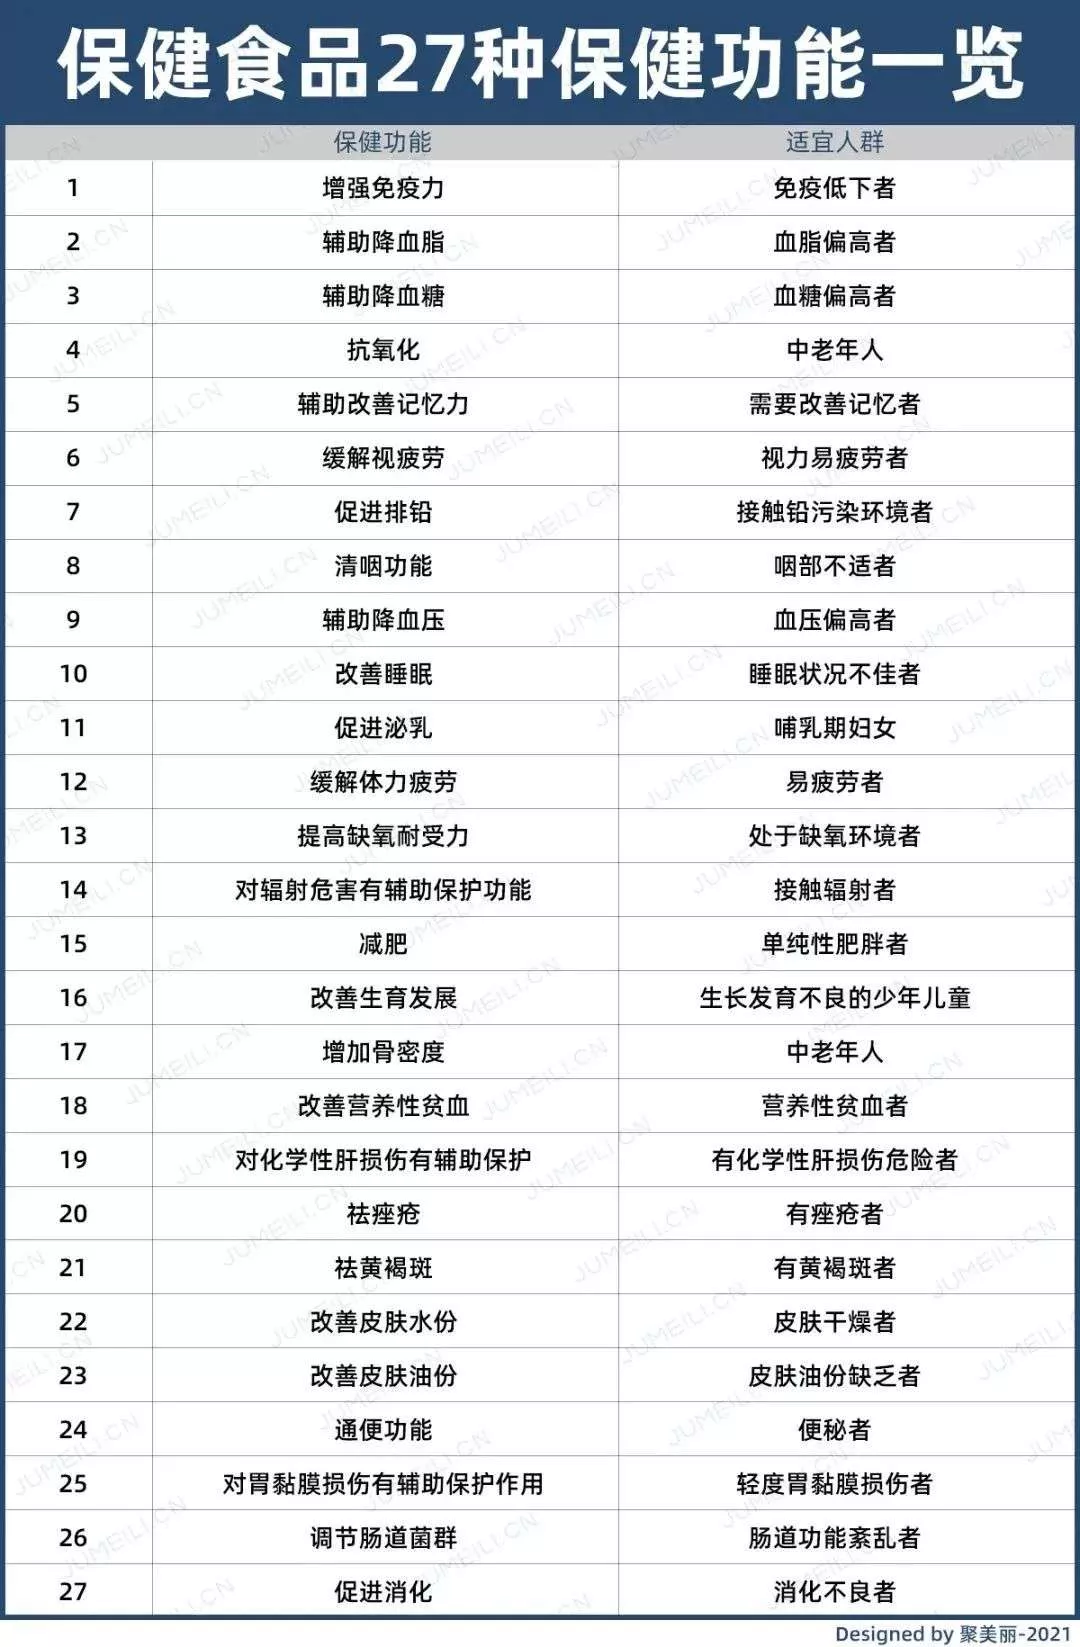 保健食品27种保健功能一览
保健功能 适宜人群
1 增强免疫力 免疫低下者
2 辅助降血脂 血脂偏高者
3 辅助降血糖 血糖偏高者
4 抗氧化 中老年人
5 辅助改善记忆力 需要改善记忆者
6 缓解视疲劳 视力易疲劳者
7 促进排铅 接触铅污染环境者
8 清咽功能 咽部不适者
9 辅助降血压 血压偏高者
10 改善睡眠 睡眠状况不佳者
11 促进泌乳 哺乳期妇女
12 缓解体力疲劳 易疲劳者
13 提高缺氧耐受力 处于缺氧环境者
14 对辐射危害有辅助保护功能 接触辐射者
15 减肥 单纯性肥胖者
16 改善生育发展 生长发育不良的少年儿童
17 增加骨密度 中老年人
18 改善营养性贫血 营养性贫血者
19 对化学性肝损伤有辅助保护 有化学性肝损伤危险者
20 祛痤疮 有痤疮者
21 祛黄褐斑 有黄褐斑者
22 改善皮肤水份 皮肤干燥者
23 改善皮肤油份 皮肤油份缺乏者
24 通便功能 便秘者
25 对胃黏膜损伤有辅助保护作用 轻度胃黏膜损伤者
26 调节肠道菌群 肠道功能紊乱者
27 促进消化 消化不良者
Designed by 聚美丽-2021
JUMEILI.CN